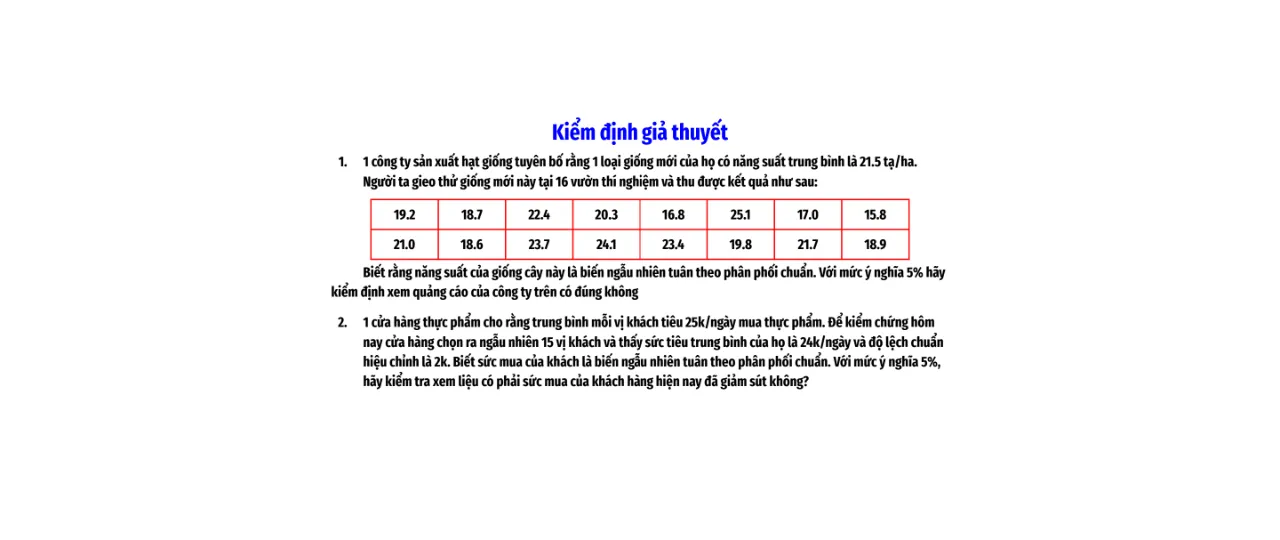 Kiểm định giả thuyết
1. 1 công ty sản xuất hạt giống tuyên bố rằng 1 loại giống mới của họ có năng suất trung bình là 21.5 tạ/ha.
Người ta gieo thử giống mới này tại 16 vườn thí nghiệm và thu được kết quả như sau:
19.2 18.7 22.4 20.3 16.8 25.1 17.0 15.8
21.0 18.6 23.7 24.1 23.4 19.8 21.7 18.9
Biết rằng năng suất của giống cây này là biến ngẫu nhiên tuân theo phân phối chuẩn. Với mức ý nghĩa 5% hãy
kiểm định xem quảng cáo của công ty trên có đúng không
2. 1 cửa hàng thực phẩm cho rằng trung bình mỗi vị khách tiêu 25k/ngày mua thực phẩm. Để kiểm chứng hôm
nay cửa hàng chọn ra ngẫu nhiên 15 vị khách và thấy sức tiêu trung bình của họ là 24k/ngày và độ lệch chuẩn
hiệu chỉnh là 2k. Biết sức mua của khách là biến ngẫu nhiên tuân theo phân phối chuẩn. Với mức ý nghĩa 5%,
hãy kiểm tra xem liệu có phải sức mua của khách hàng hiện nay đã giảm sút không?